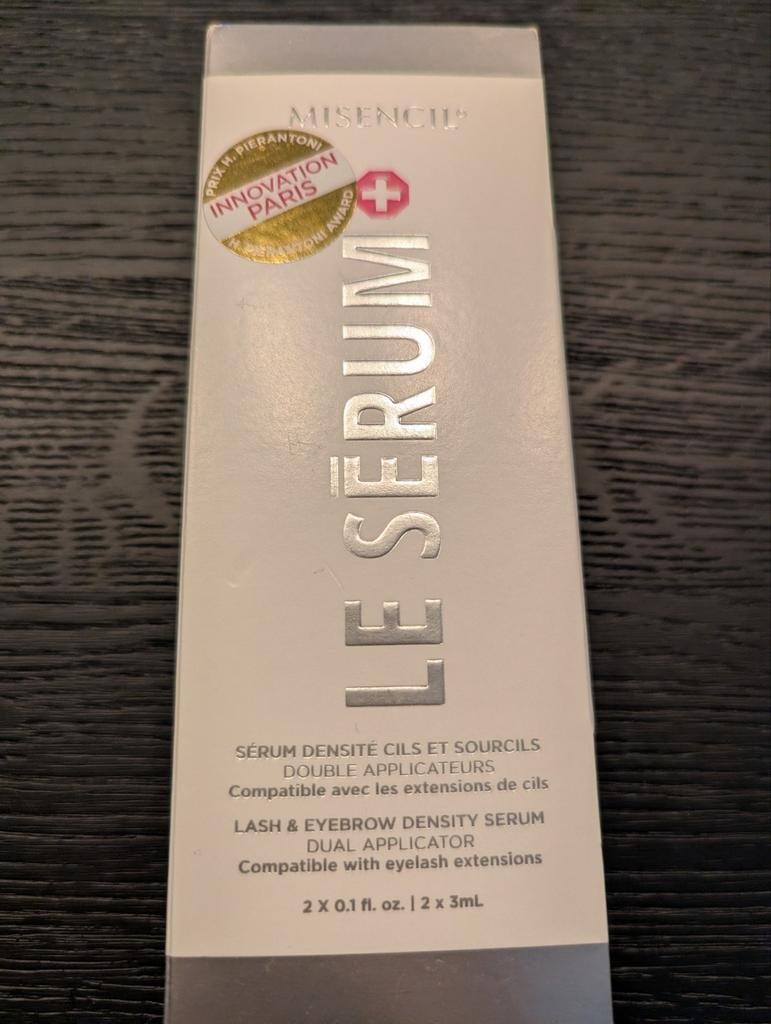 MISENCIL®
PRIX H. PIERANTONI
INNOVATION
PARIS
H. PIERANTONI AWARD
LE SĒRUM
SÉRUM DENSITÉ CILS ET SOURCILS
DOUBLE APPLICATEURS
Compatible avec les extensions de cils
LASH & EYEBROW DENSITY SERUM
DUAL APPLICATOR
Compatible with eyelash extensions
2 X 0.1 fl. oz. | 2 x 3mL